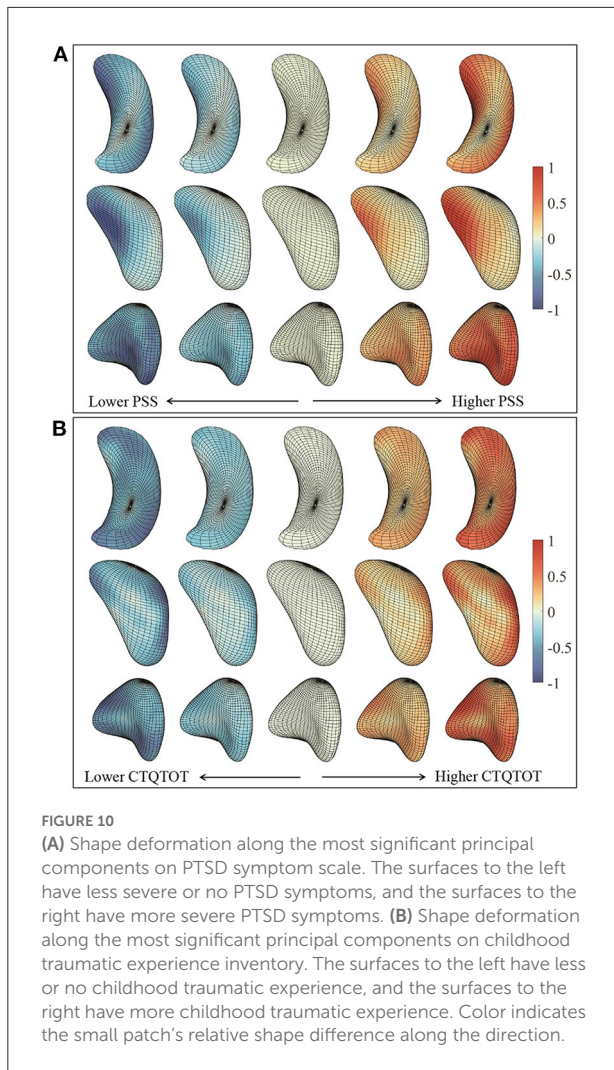 A
1
0.5
0
-0.5
-1
Lower PSS
Higher PSS
B
1
0.5
0
-0.5
-1
Lower CTQTOT
Higher CTQTOT
FIGURE 10
(A) Shape deformation along the most significant principal
components on PTSD symptom scale. The surfaces to the left
have less severe or no PTSD symptoms, and the surfaces to the
right have more severe PTSD symptoms. (B) Shape deformation
along the most significant principal components on childhood
traumatic experience inventory. The surfaces to the left have less
or no childhood traumatic experience, and the surfaces to the
right have more childhood traumatic experience. Color indicates
the small patch's relative shape difference along the direction.